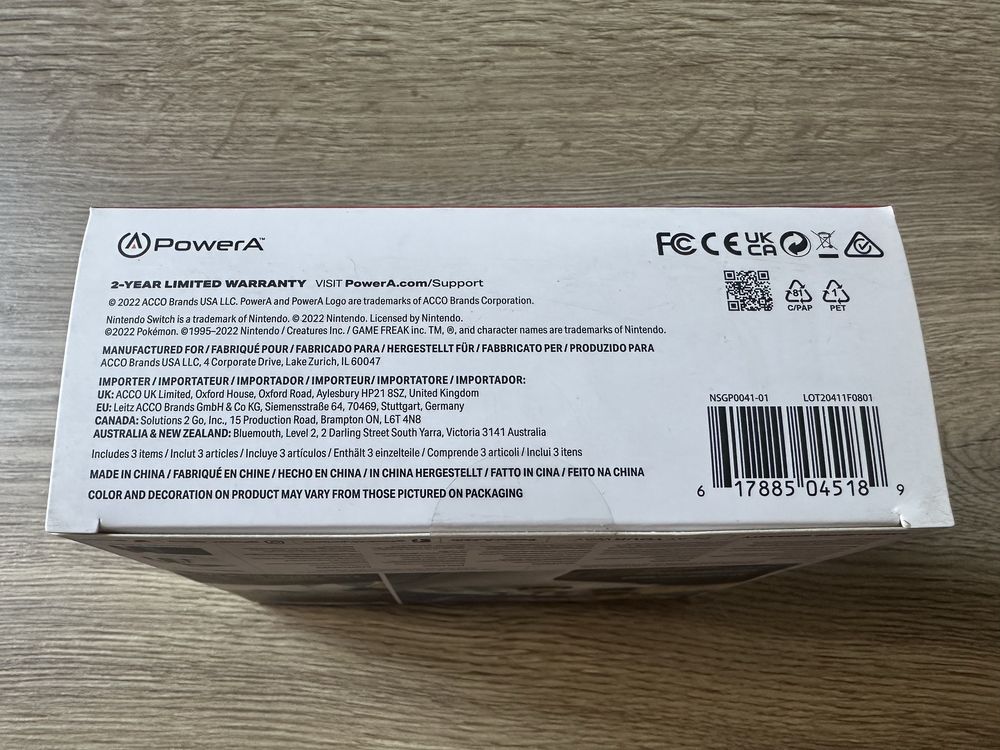 PowerA™
FC CE UK CA
2-YEAR LIMITED WARRANTY VISIT PowerA.com/Support
© 2022 ACCO Brands USA LLC. PowerA and PowerA Logo are trademarks of ACCO Brands Corporation.
Nintendo Switch is a trademark of Nintendo. © 2022 Nintendo. Licensed by Nintendo.
©2022 Pokémon. ©1995–2022 Nintendo / Creatures Inc. / GAME FREAK inc. TM, ®, and character names are trademarks of Nintendo.
81 1
C/PAP PET
MANUFACTURED FOR / FABRIQUÉ POUR / FABRICADO PARA / HERGESTELLT FÜR / FABBRICATO PER / PRODUZIDO PARA
ACCO Brands USA LLC, 4 Corporate Drive, Lake Zurich, IL 60047
IMPORTER / IMPORTATEUR / IMPORTADOR / IMPORTEUR / IMPORTATORE / IMPORTADOR:
UK: ACCO UK Limited, Oxford House, Oxford Road, Aylesbury HP21 8SZ, United Kingdom
EU: Leitz ACCO Brands GmbH & Co KG, Siemensstraße 64, 70469, Stuttgart, Germany
CANADA: Solutions 2 Go, Inc., 15 Production Road, Brampton ON, L6T 4N8
AUSTRALIA & NEW ZEALAND: Bluemouth, Level 2, 2 Darling Street South Yarra, Victoria 3141 Australia
Includes 3 items / Inclut 3 articles / Incluye 3 artículos / Enthält 3 einzelteile / Comprende 3 articoli / Inclui 3 itens
MADE IN CHINA / FABRIQUÉ EN CHINE / HECHO EN CHINA / IN CHINA HERGESTELLT / FATTO IN CINA / FEITO NA CHINA
COLOR AND DECORATION ON PRODUCT MAY VARY FROM THOSE PICTURED ON PACKAGING
NSGP0041-01 LOT20411F0801
6 17885 04518 9